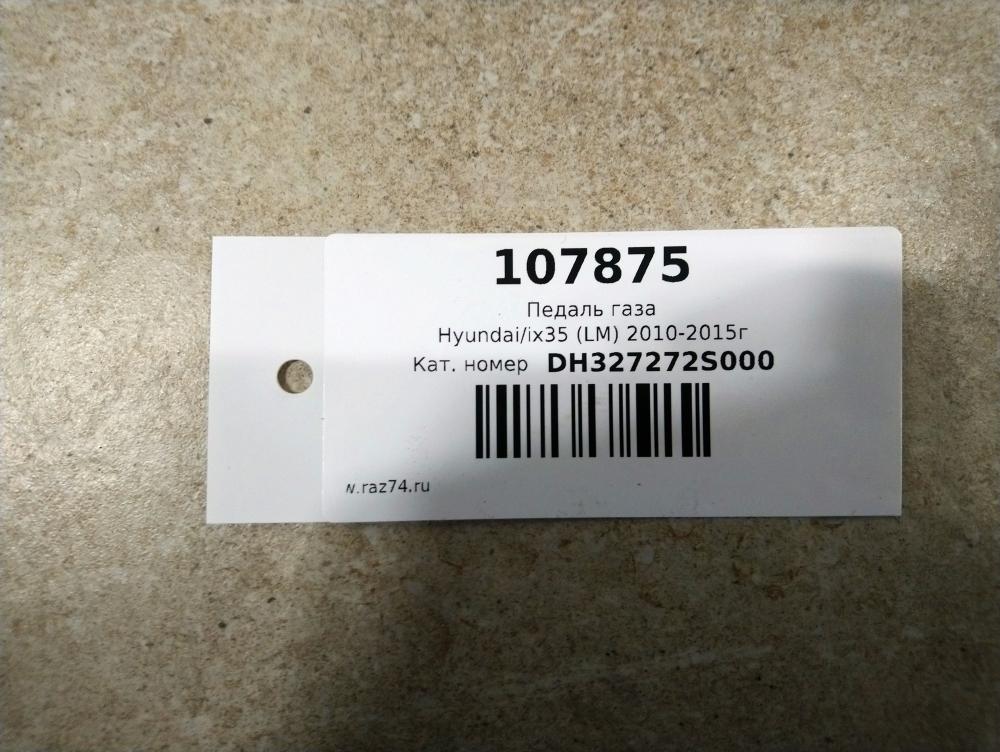 107875
Педаль газа
Hyundai/ix35 (LM) 2010-2015г
Кат. номер DH327272S000
w.raz74.ru